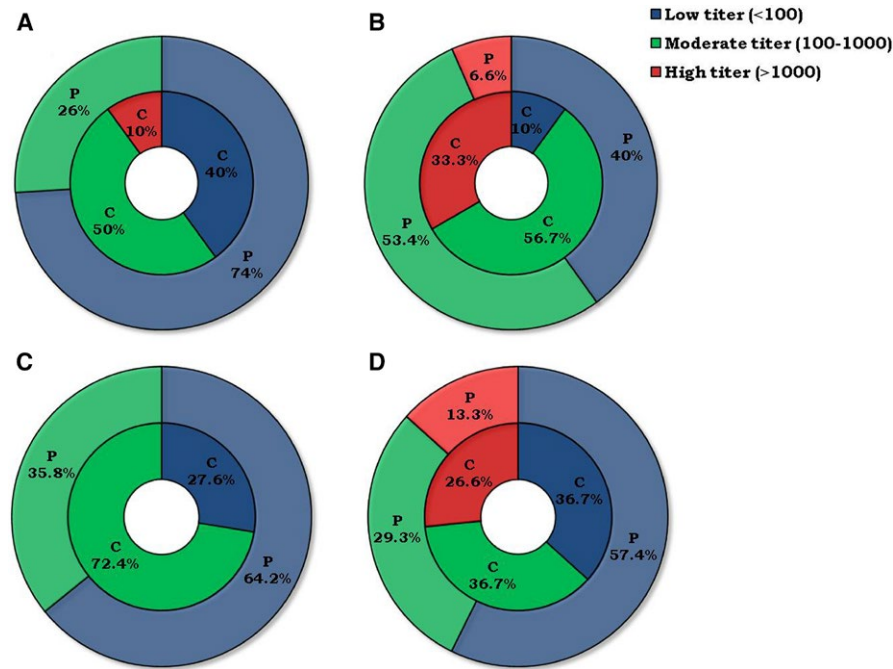 A
P
26%
C
10%
C
40%
C
50%
P
74%
B
P
6.6%
C
10%
C
33.3%
P
40%
P
53.4%
C
56.7%
Low titer (<100)
Moderate titer (100-1000)
High titer (>1000)
C
P
35.8%
C
27.6%
C
72.4%
P
64.2%
D
P
13.3%
C
26.6%
C
36.7%
P
29.3%
C
36.7%
P
57.4%